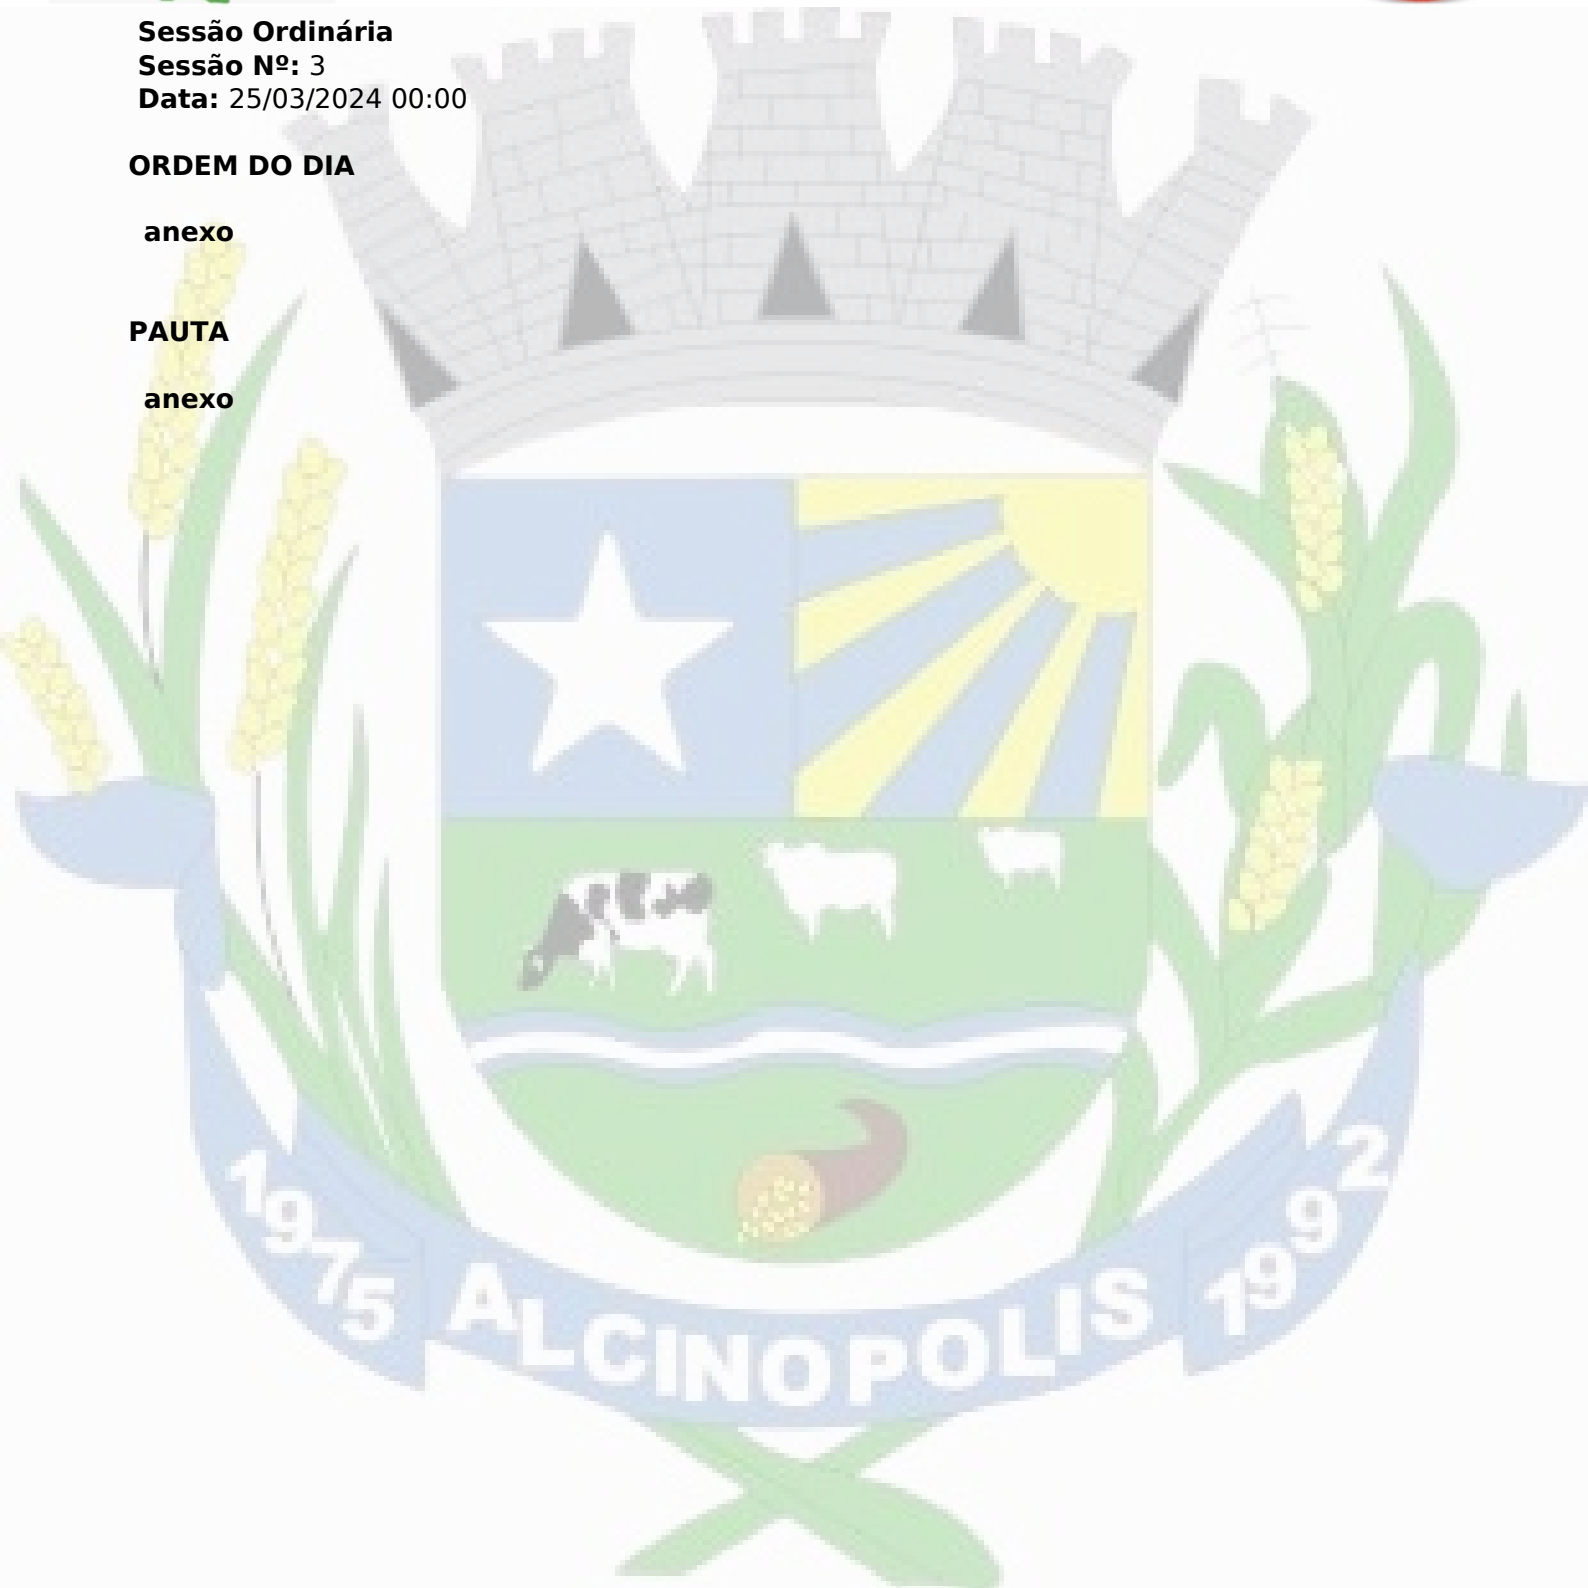 Sessão Ordinária
Sessão Nº: 3
Data: 25/03/2024 00:00
ORDEM DO DIA
anexo
PAUTA
anexo
1975 ALCINOPOLIS 1992